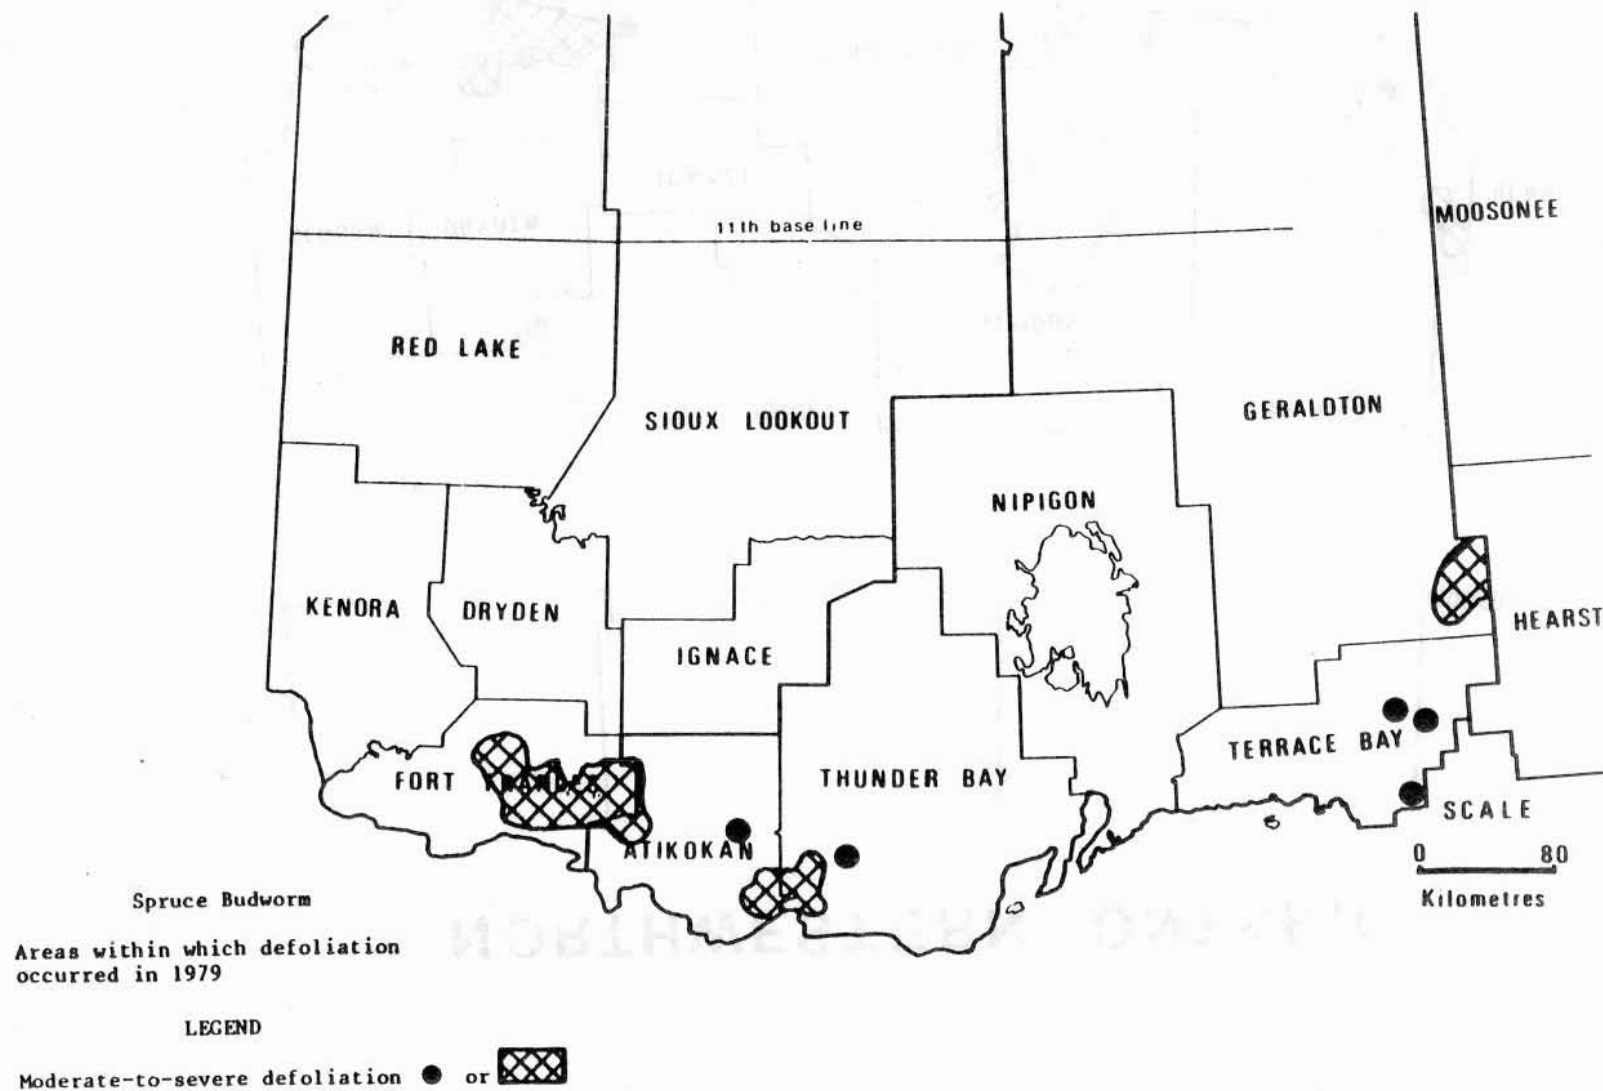 11th base line
MOOSONEE
RED LAKE
SIOUX LOOKOUT
GERALDTON
NIPIGON
KENORA
DRYDEN
HEARST
IGNACE
TERRACE BAY
FORT
THUNDER BAY
SCALE
ATIKOKAN
0 80
Kilometres
Spruce Budworm
Areas within which defoliation
occurred in 1979
LEGEND
Moderate-to-severe defoliation or